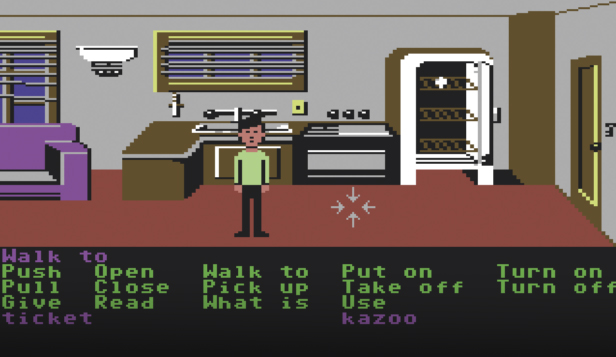 Walk to
Push Open Walk to Put on Turn on
Pull Close Pick up Take off Turn off
Give Read What is Use
ticket kazoo